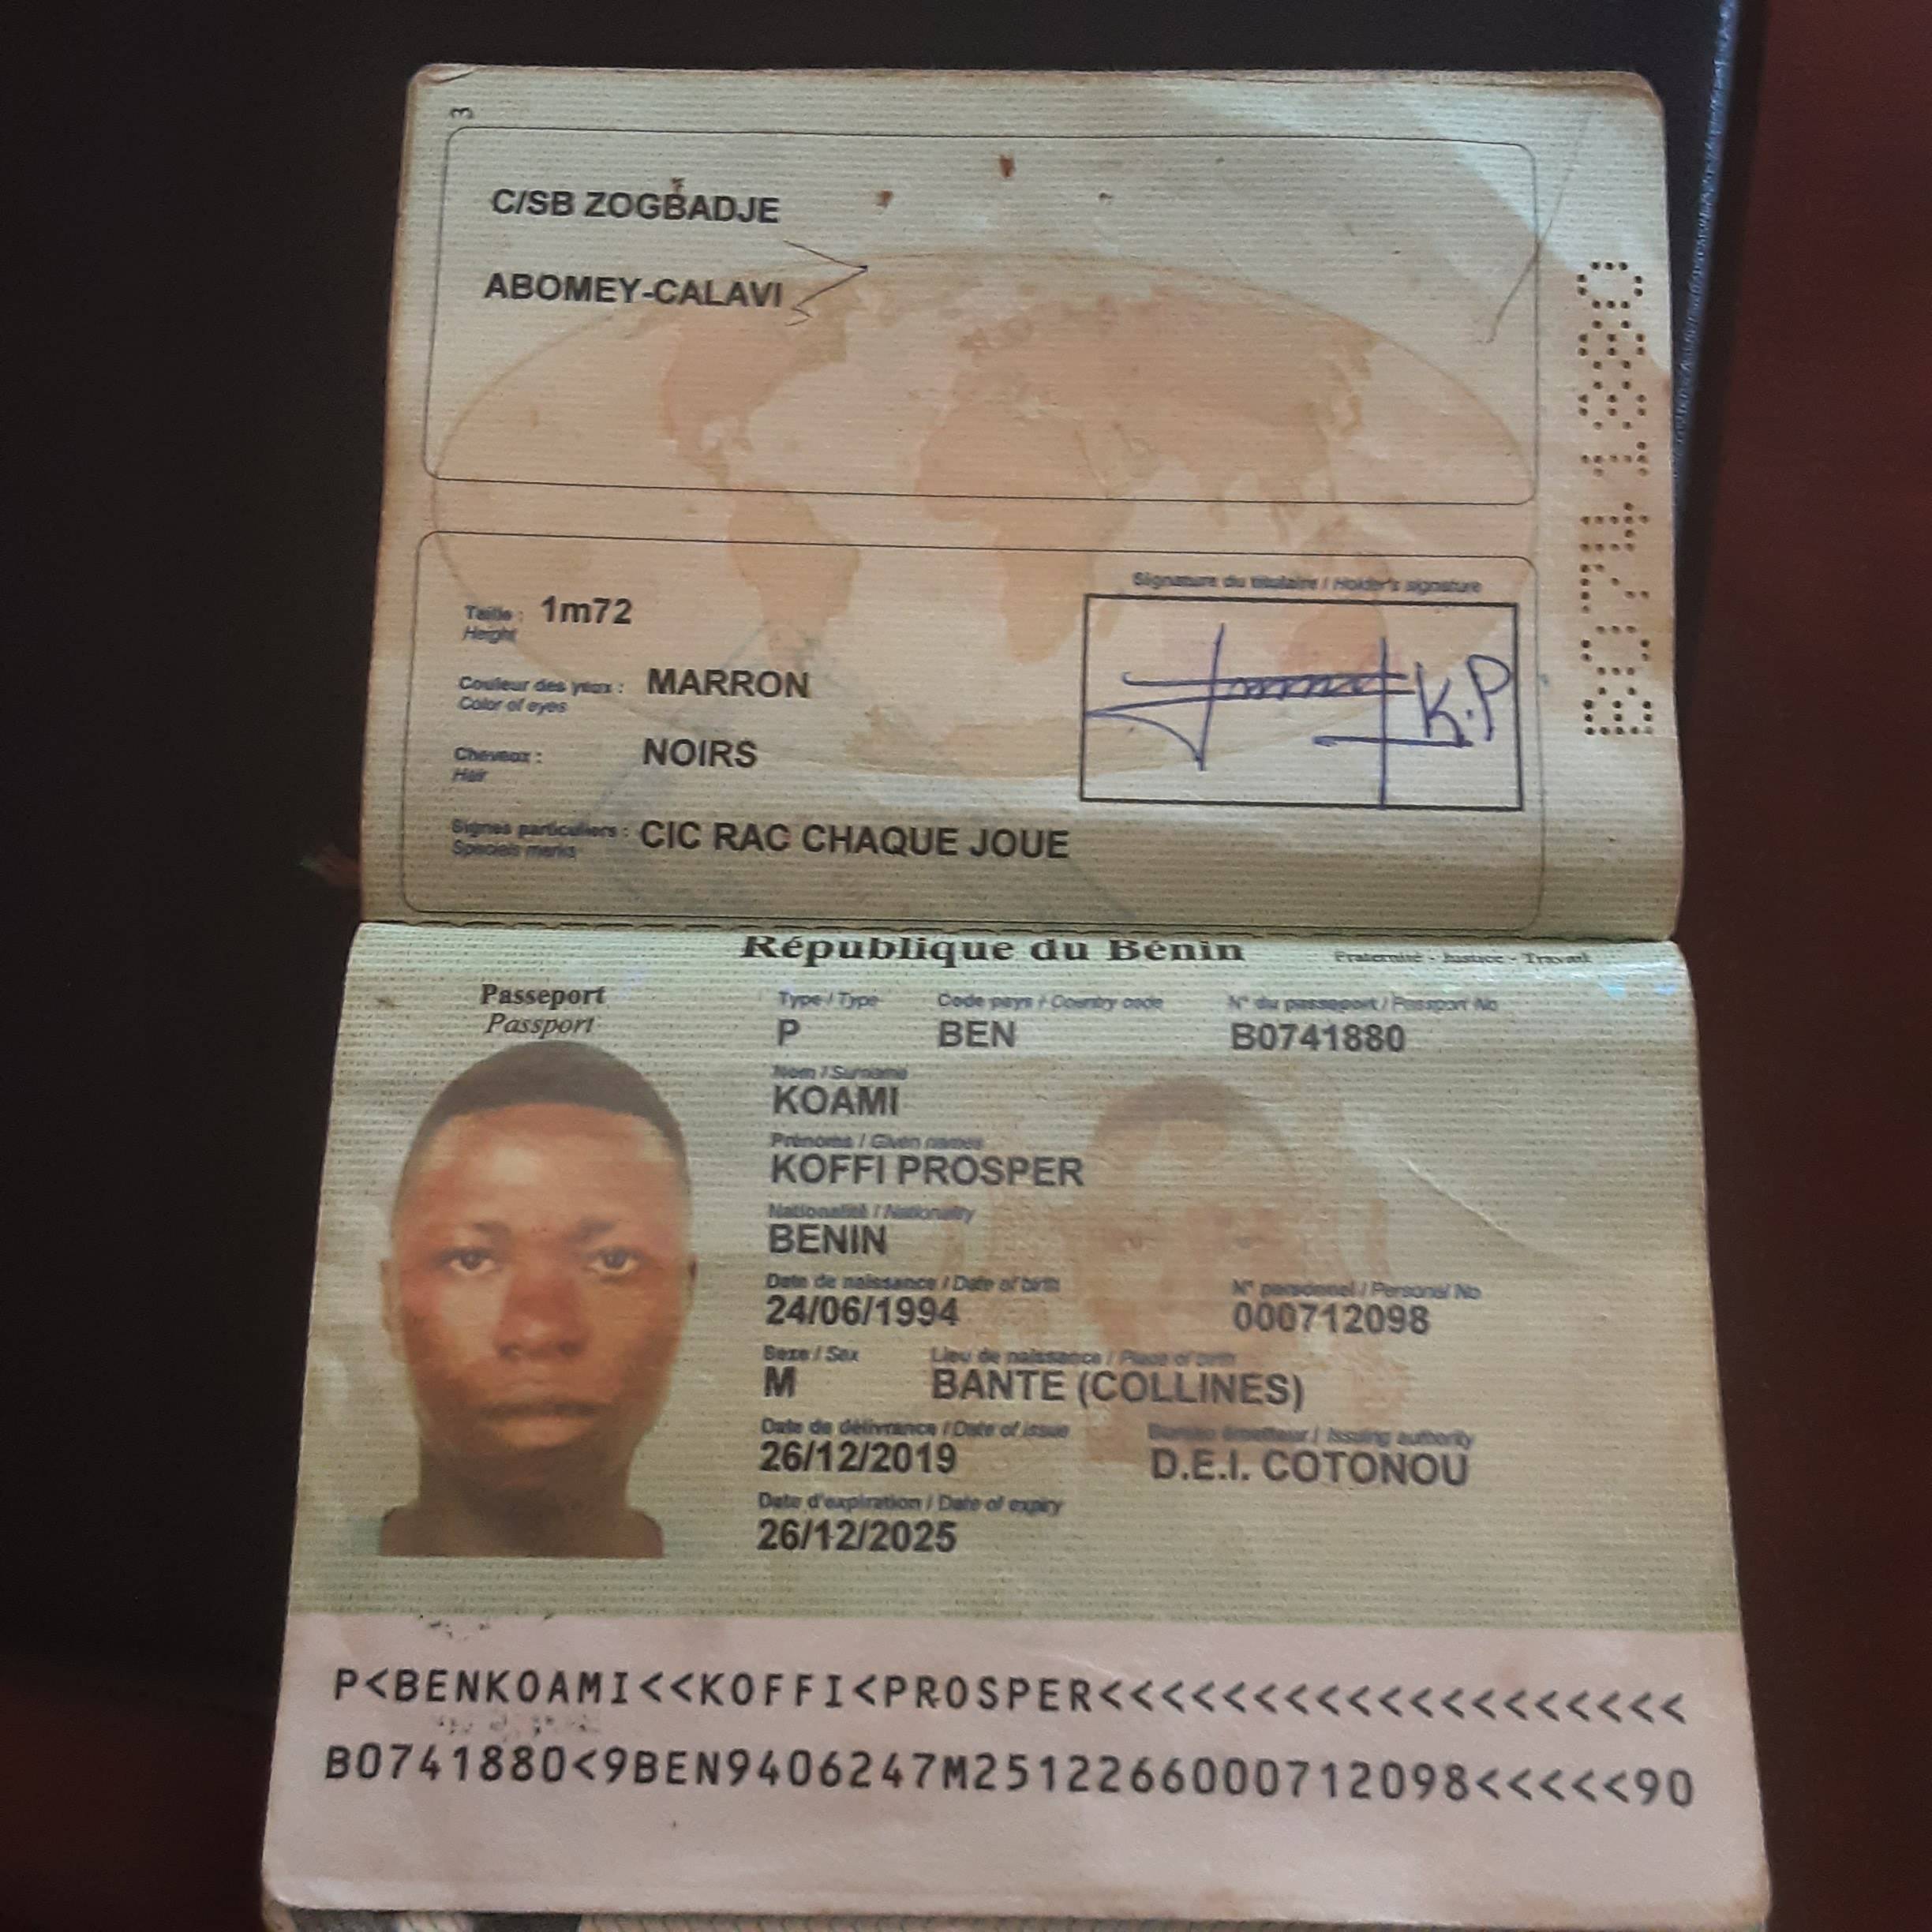 3
C/SB ZOGBADJE
ABOMEY-CALAVI
Signature du titulaire / Holder's signature
Taille : 1m72
Height
Couleur des yeux : MARRON
Color of eyes
Cheveux : NOIRS
Hair
Signes particuliers : CIC RAC CHAQUE JOUE
Specials marks
K.P
B0741880
République du Bénin
Fraternité - Justice - Travail
Passeport
Passport
Type / Type Code pays / Country code N° du passeport / Passport No
P BEN B0741880
Nom / Surname
KOAMI
Prénoms / Given names
KOFFI PROSPER
Nationalité / Nationality
BENIN
Date de naissance / Date of birth N° personnel / Personal No
24/06/1994 000712098
Sexe / Sex Lieu de naissance / Place of birth
M BANTE (COLLINES)
Date de délivrance / Date of issue Bureau émetteur / Issuing authority
26/12/2019 D.E.I. COTONOU
Date d'expiration / Date of expiry
26/12/2025
P<BENKOAMI<<KOFFI<PROSPER<<<<<<<<<<<<<<<<<<<
B0741880<9BEN9406247M2512266000712098<<<<<90